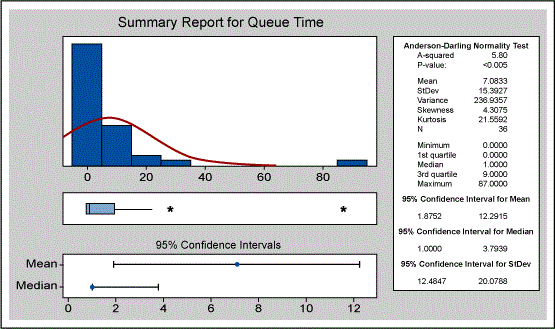 Summary Report for Queue Time
0 20 40 60 80
* *
95% Confidence Intervals
Mean
Median
0 2 4 6 8 10 12
Anderson-Darling Normality Test
A-squared 5.80
P-value: <0.005
Mean 7.0833
StDev 15.3927
Variance 236.9357
Skewness 4.3075
Kurtosis 21.5592
N 36
Minimum 0.0000
1st quartile 0.0000
Median 1.0000
3rd quartile 9.0000
Maximum 87.0000
95% Confidence Interval for Mean
1.8752 12.2915
95% Confidence Interval for Median
1.0000 3.7939
95% Confidence Interval for StDev
12.4847 20.0788